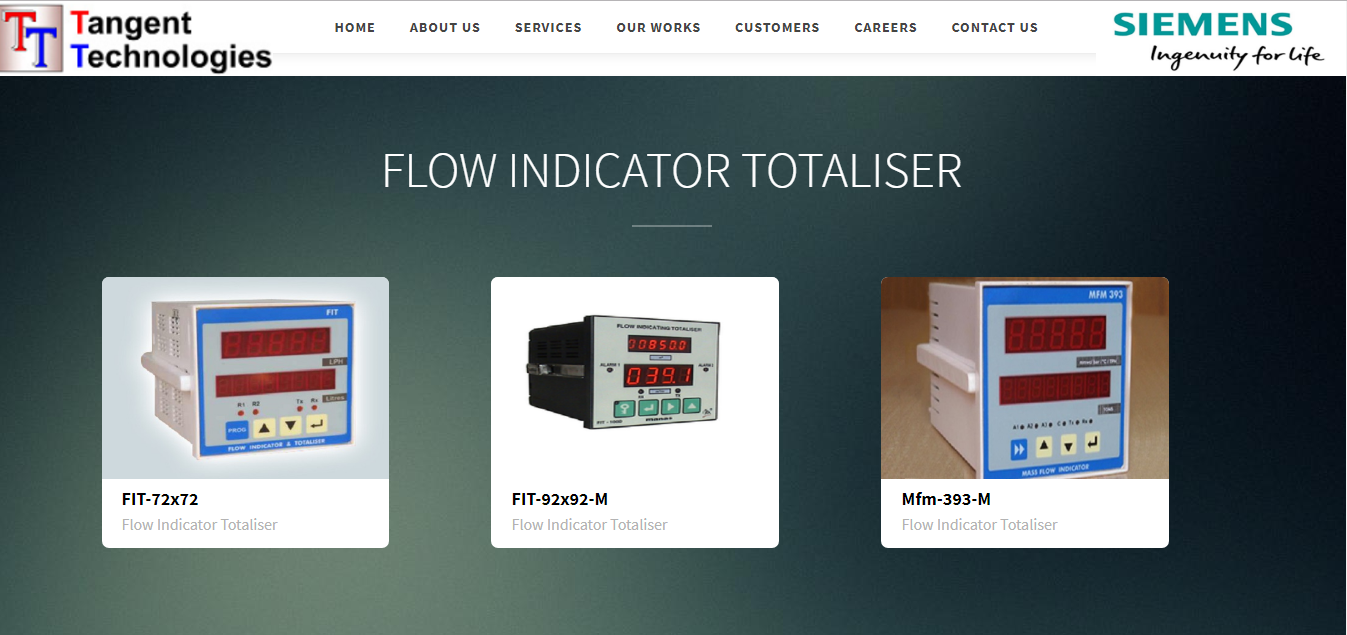 Tangent
Technologies
HOME
ABOUT US
SERVICES
OUR WORKS
CUSTOMERS
CAREERS
CONTACT US
SIEMENS
Ingenuity for life
FLOW INDICATOR TOTALISER
FIT
LPH
Litres
R1 R2 Tx Rx
PROG
FLOW INDICATOR & TOTALISER
FIT-72x72
Flow Indicator Totaliser
FLOW INDICATING TOTALISER
00850.0
ALARM 1
039.1
FIT-92x92-M
Flow Indicator Totaliser
MFM 393
MASS FLOW INDICATOR
Mfm-393-M
Flow Indicator Totaliser